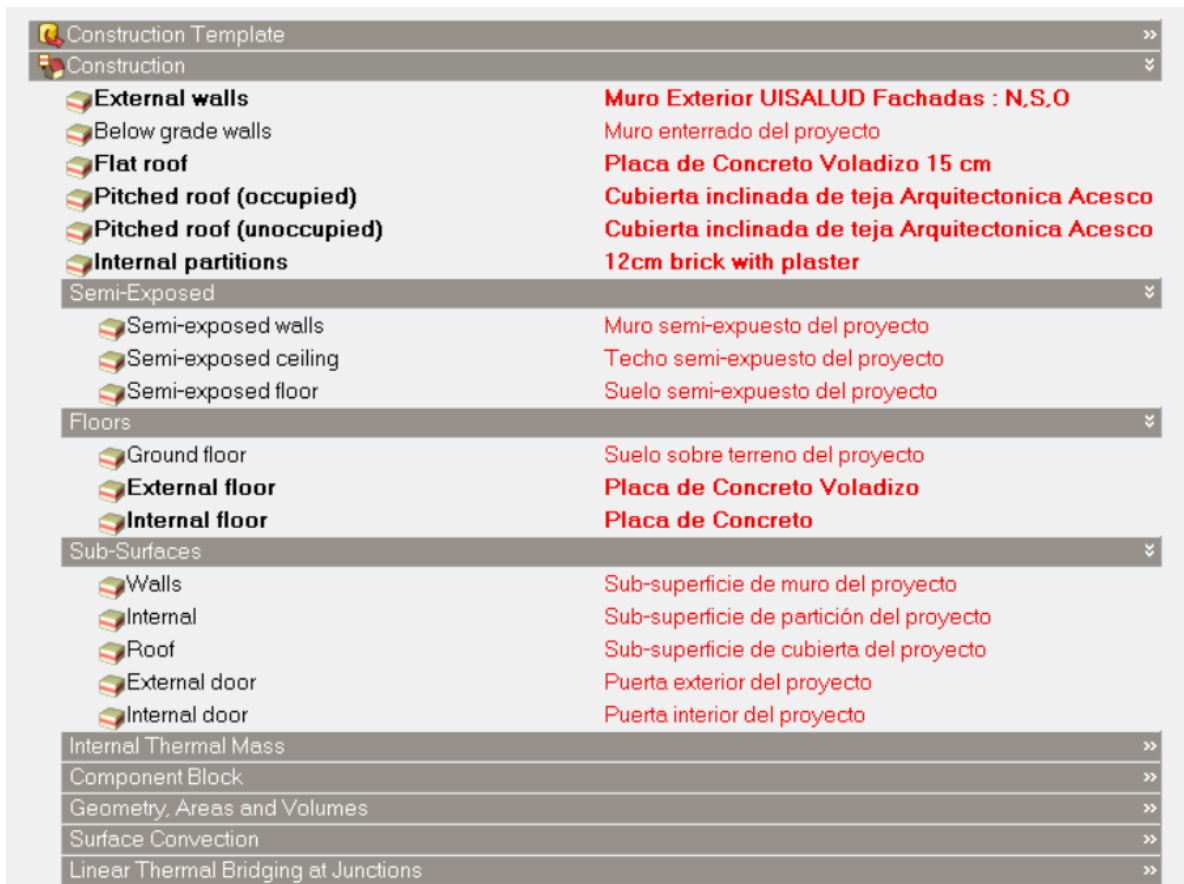 Construction Template
Construction
External walls Muro Exterior UISALUD Fachadas : N,S,O
Below grade walls Muro enterrado del proyecto
Flat roof Placa de Concreto Voladizo 15 cm
Pitched roof (occupied) Cubierta inclinada de teja Arquitectonica Acesco
Pitched roof (unoccupied) Cubierta inclinada de teja Arquitectonica Acesco
Internal partitions 12cm brick with plaster
Semi-Exposed
Semi-exposed walls Muro semi-expuesto del proyecto
Semi-exposed ceiling Techo semi-expuesto del proyecto
Semi-exposed floor Suelo semi-expuesto del proyecto
Floors
Ground floor Suelo sobre terreno del proyecto
External floor Placa de Concreto Voladizo
Internal floor Placa de Concreto
Sub-Surfaces
Walls Sub-superficie de muro del proyecto
Internal Sub-superficie de partición del proyecto
Roof Sub-superficie de cubierta del proyecto
External door Puerta exterior del proyecto
Internal door Puerta interior del proyecto
Internal Thermal Mass
Component Block
Geometry, Areas and Volumes
Surface Convection
Linear Thermal Bridging at Junctions